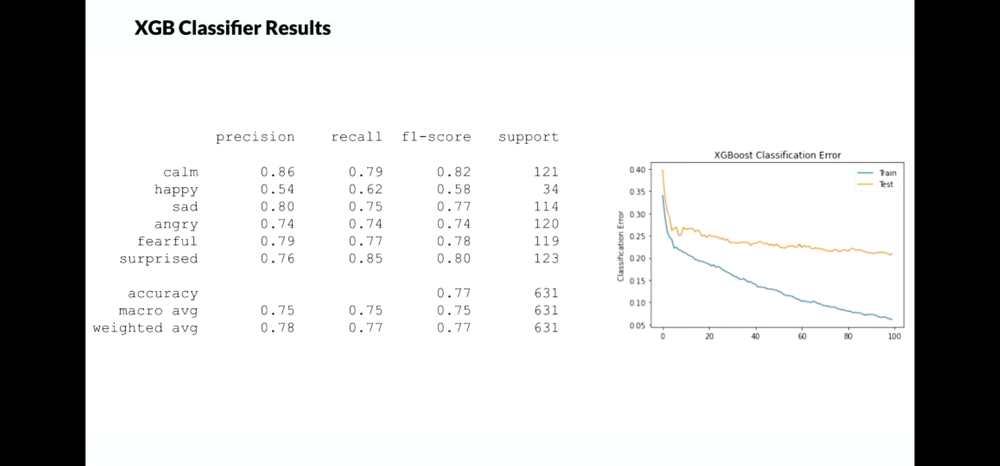 XGB Classifier Results
precision recall f1-score support
calm 0.86 0.79 0.82 121
happy 0.54 0.62 0.58 34
sad 0.80 0.75 0.77 114
angry 0.74 0.74 0.74 120
fearful 0.79 0.77 0.78 119
surprised 0.76 0.85 0.80 123
accuracy 0.77 631
macro avg 0.75 0.75 0.75 631
weighted avg 0.78 0.77 0.77 631
XGBoost Classification Error
Train
Test
Classification Error
0.40
0.35
0.30
0.25
0.20
0.15
0.10
0.05
0 20 40 60 80 100